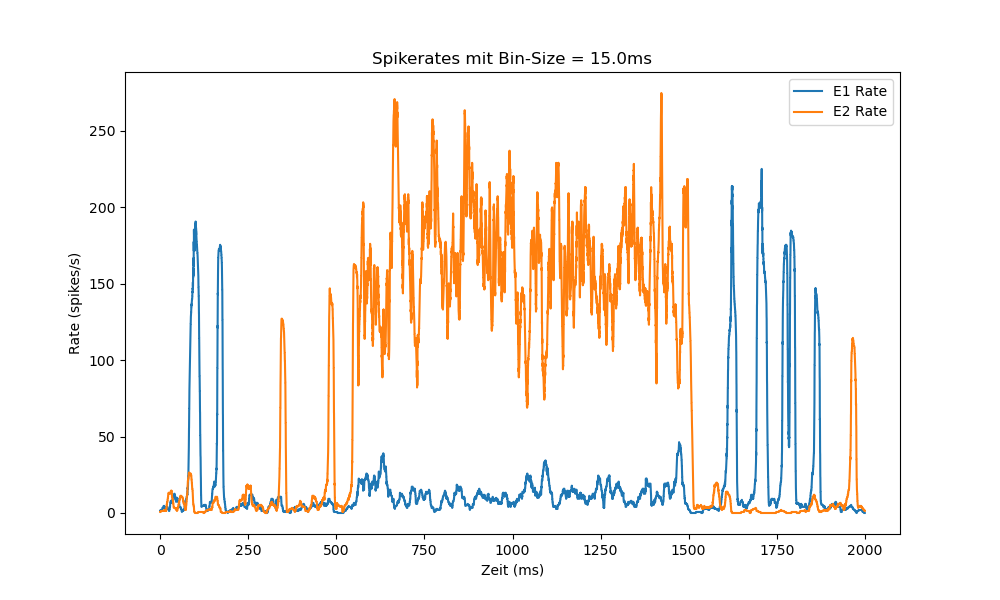 Spikerates mit Bin-Size = 15.0ms
E1 Rate
E2 Rate
Rate (spikes/s)
250
200
150
100
50
0
0 250 500 750 1000 1250 1500 1750 2000
Zeit (ms)